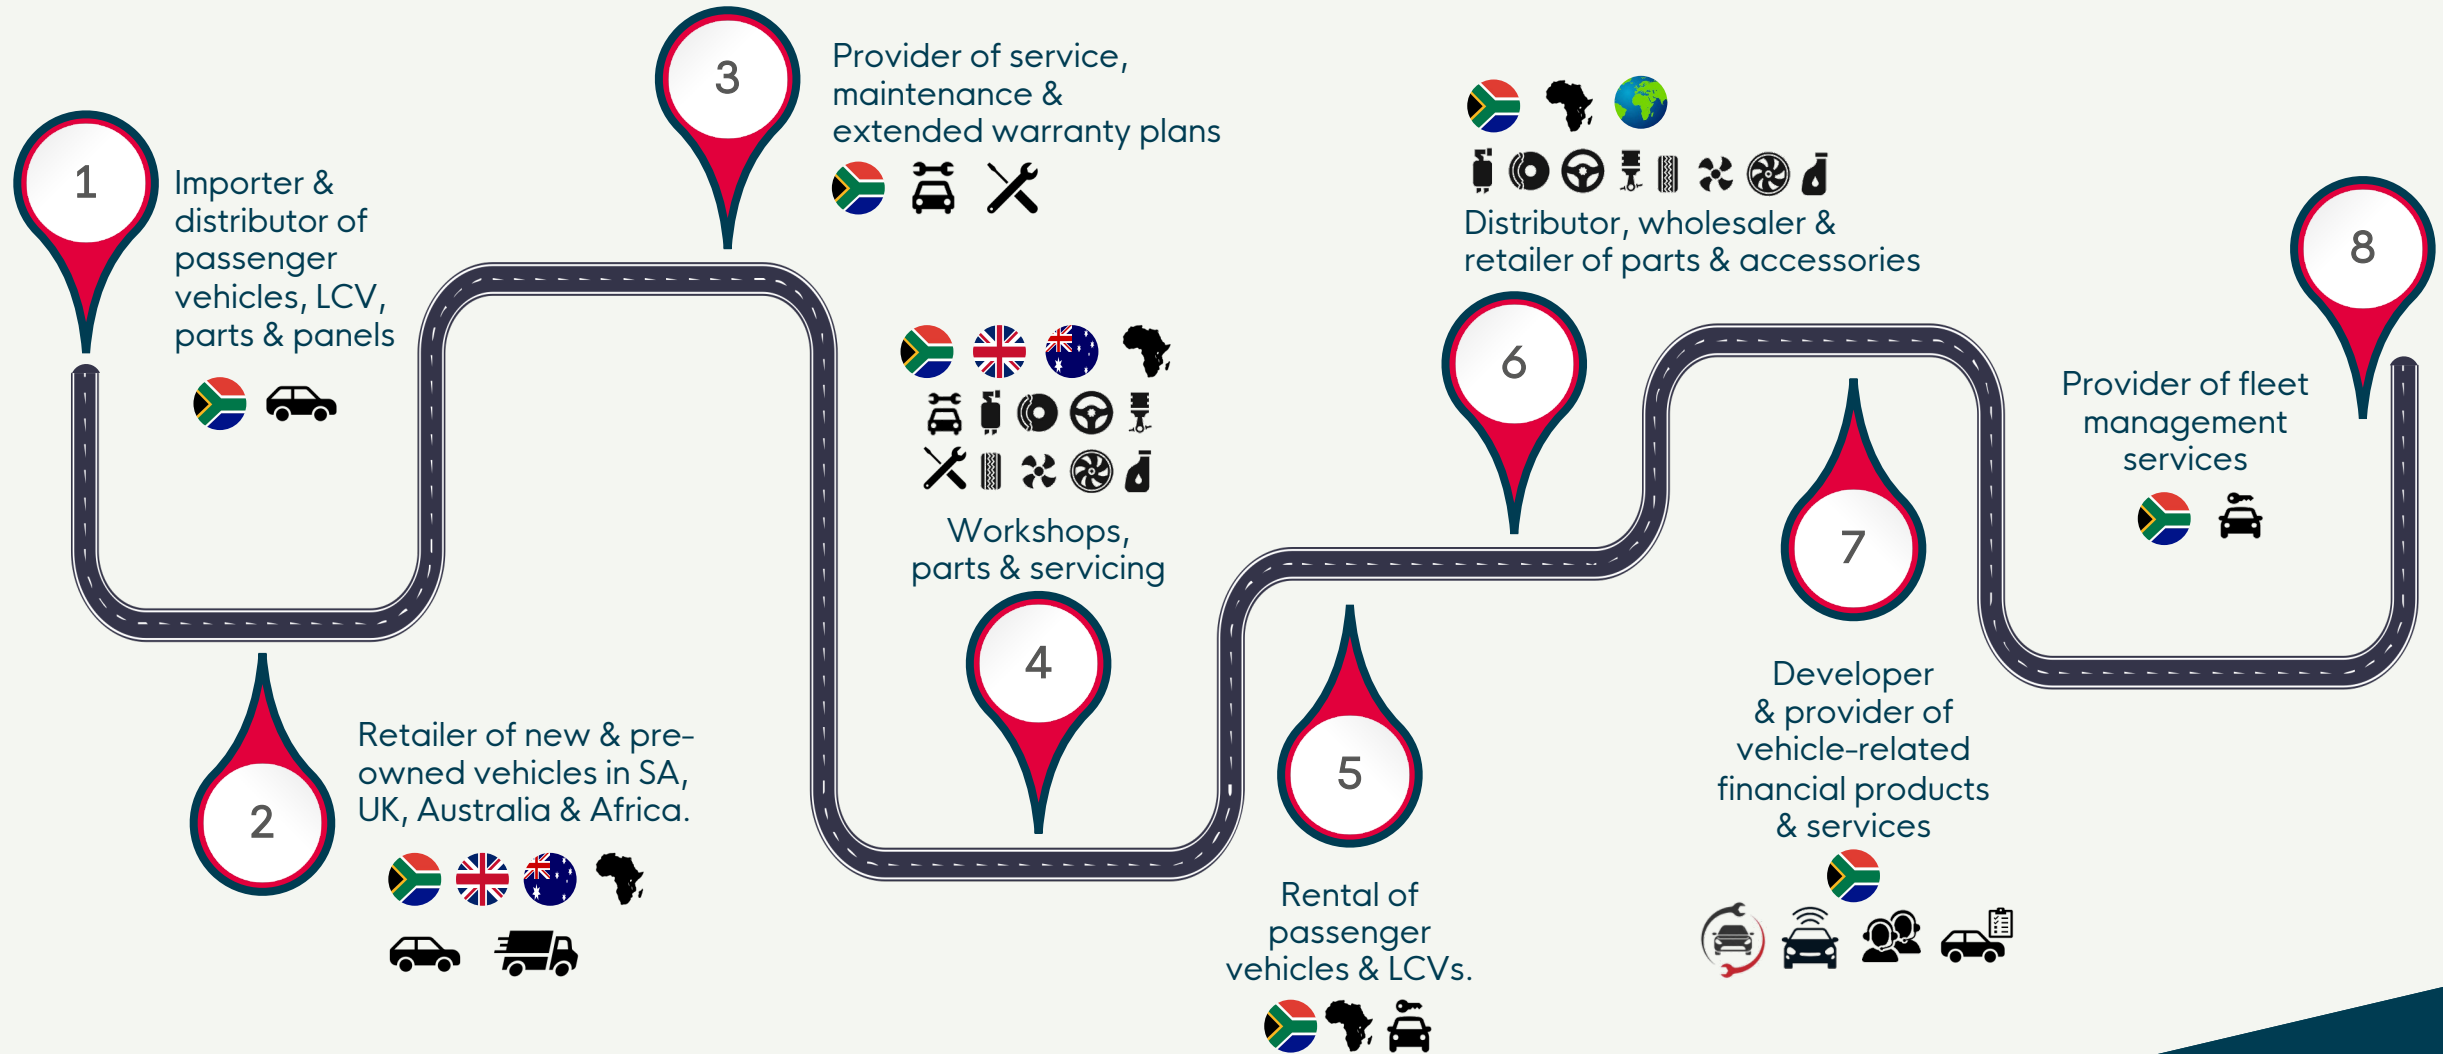 1
Importer &
distributor of
passenger
vehicles, LCV,
parts & panels
2
Retailer of new & pre-
owned vehicles in SA,
UK, Australia & Africa.
3
Provider of service,
maintenance &
extended warranty plans
Workshops,
parts & servicing
4
5
Rental of
passenger
vehicles & LCVs.
Distributor, wholesaler &
retailer of parts & accessories
6
7
Developer
& provider of
vehicle-related
financial products
& services
8
Provider of fleet
management
services